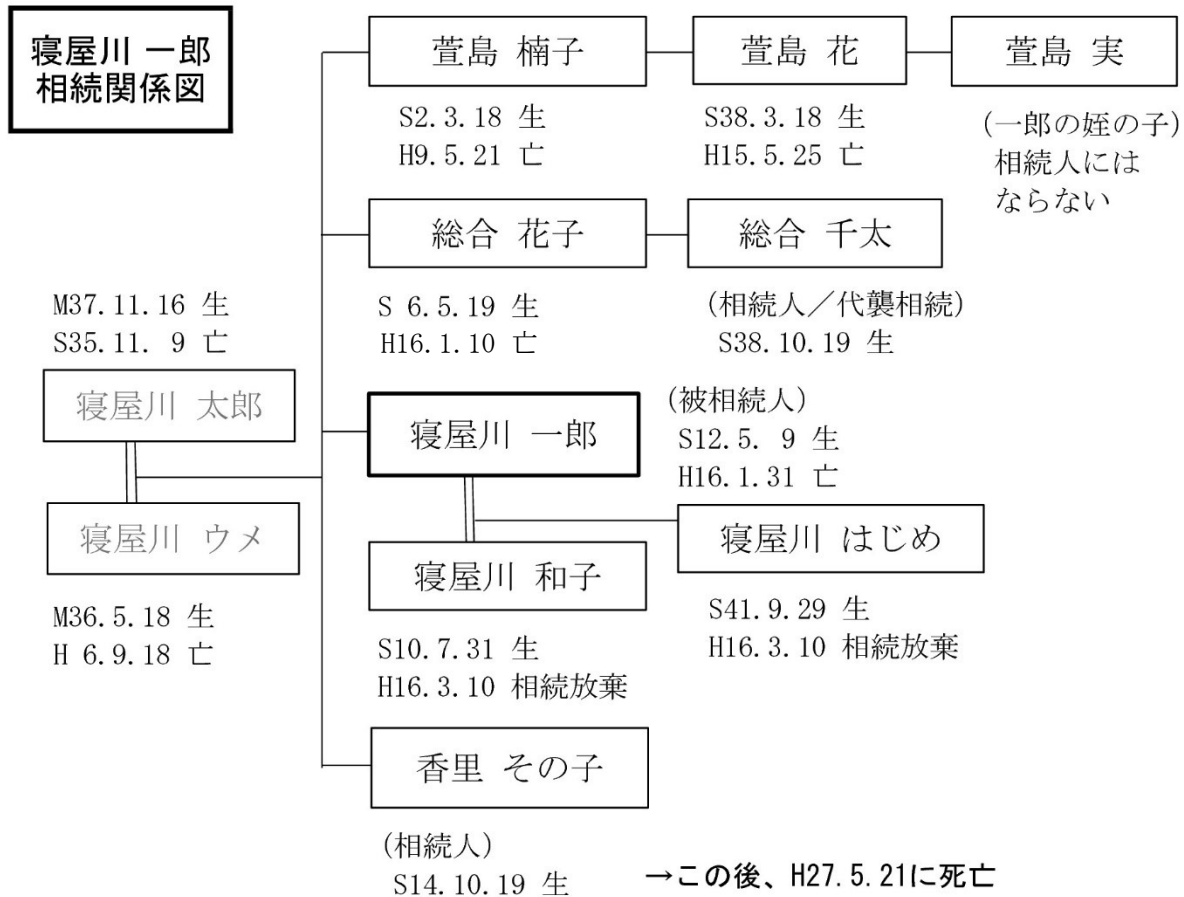 寝屋川 一郎
相続関係図
萱島 楠子
S2.3.18 生
H9.5.21 亡
萱島 花
S38.3.18 生
H15.5.25 亡
萱島 実
(一郎の姪の子)
相続人には
ならない
総合 花子
S 6.5.19 生
H16.1.10 亡
総合 千太
(相続人／代襲相続)
S38.10.19 生
M37.11.16 生
S35.11. 9 亡
寝屋川 太郎
寝屋川 ウメ
M36.5.18 生
H 6.9.18 亡
寝屋川 一郎
(被相続人)
S12.5. 9 生
H16.1.31 亡
寝屋川 和子
S10.7.31 生
H16.3.10 相続放棄
寝屋川 はじめ
S41.9.29 生
H16.3.10 相続放棄
香里 その子
(相続人)
S14.10.19 生
→この後、H27.5.21に死亡